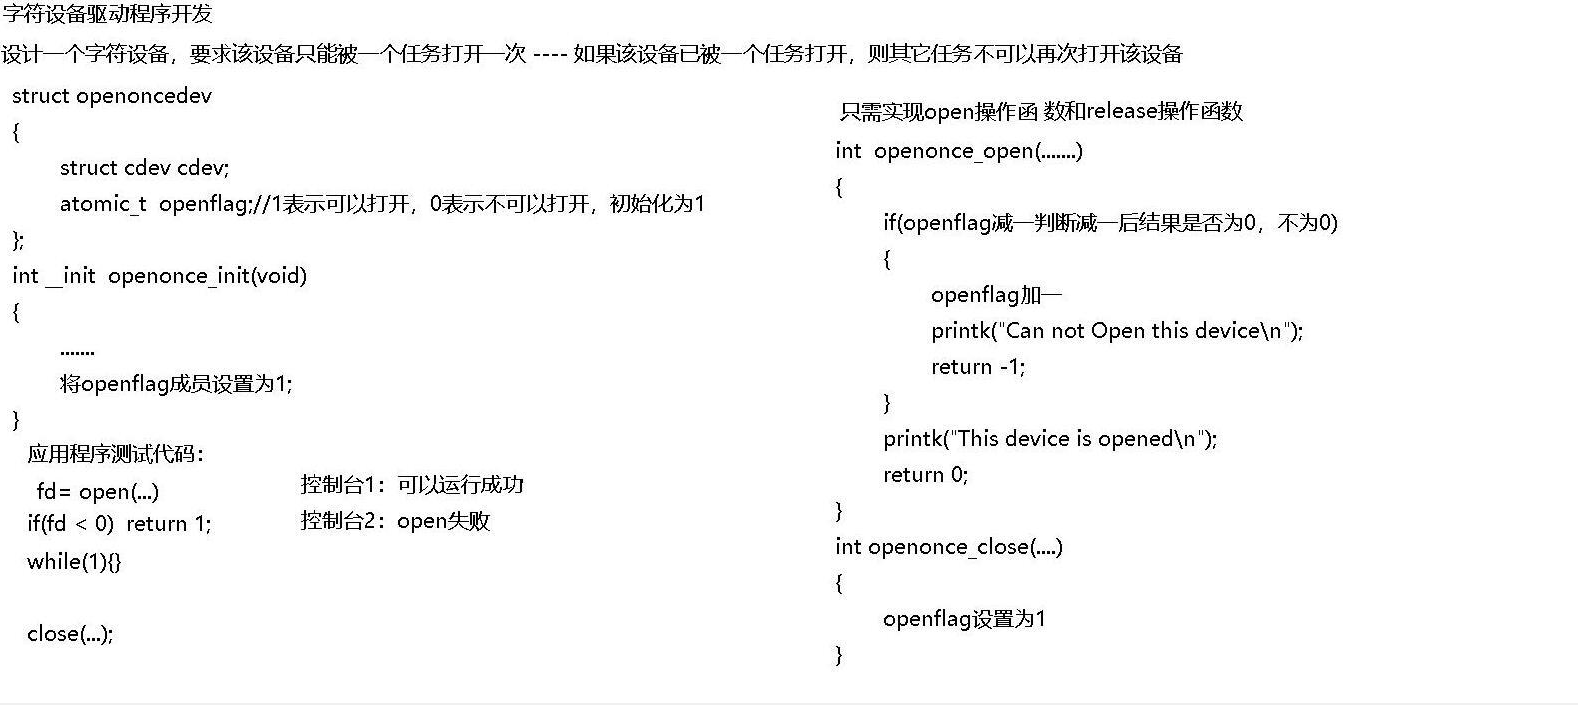 字符设备驱动程序开发
设计一个字符设备，要求该设备只能被一个任务打开一次 ---- 如果该设备已被一个任务打开，则其它任务不可以再次打开该设备
struct openoncedev
{
struct cdev cdev;
atomic_t openflag;//1表示可以打开，0表示不可以打开，初始化为1
};
int __init openonce_init(void)
{
.......
将openflag成员设置为1;
}
应用程序测试代码：
fd= open(...)
if(fd < 0) return 1;
while(1){}
close(...);
控制台1：可以运行成功
控制台2：open失败
只需实现open操作函 数和release操作函数
int openonce_open(.......)
{
if(openflag减一判断减一后结果是否为0，不为0)
{
openflag加一
printk("Can not Open this device\n");
return -1;
}
printk("This device is opened\n");
return 0;
}
int openonce_close(....)
{
openflag设置为1
}